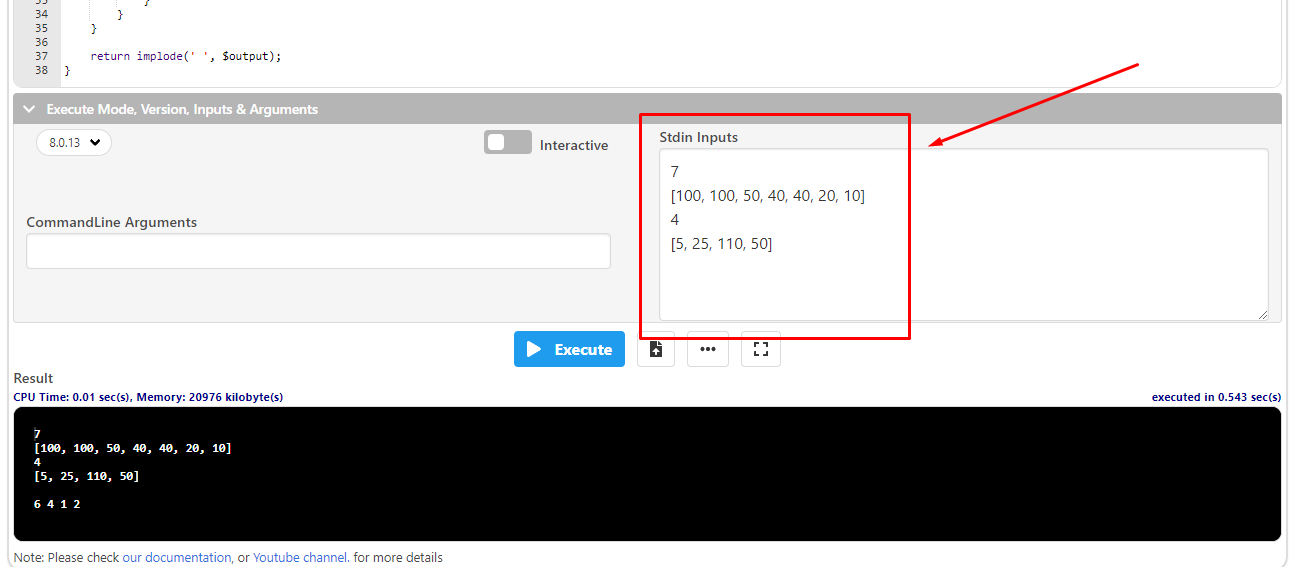 34 }
35 }
36
37 return implode(' ', $output);
38 }
Execute Mode, Version, Inputs & Arguments
8.0.13
Interactive
Stdin Inputs
7
[100, 100, 50, 40, 40, 20, 10]
4
[5, 25, 110, 50]
CommandLine Arguments
Execute
Result
CPU Time: 0.01 sec(s), Memory: 20976 kilobyte(s)
executed in 0.543 sec(s)
7
[100, 100, 50, 40, 40, 20, 10]
4
[5, 25, 110, 50]
6 4 1 2
Note: Please check our documentation, or Youtube channel. for more details